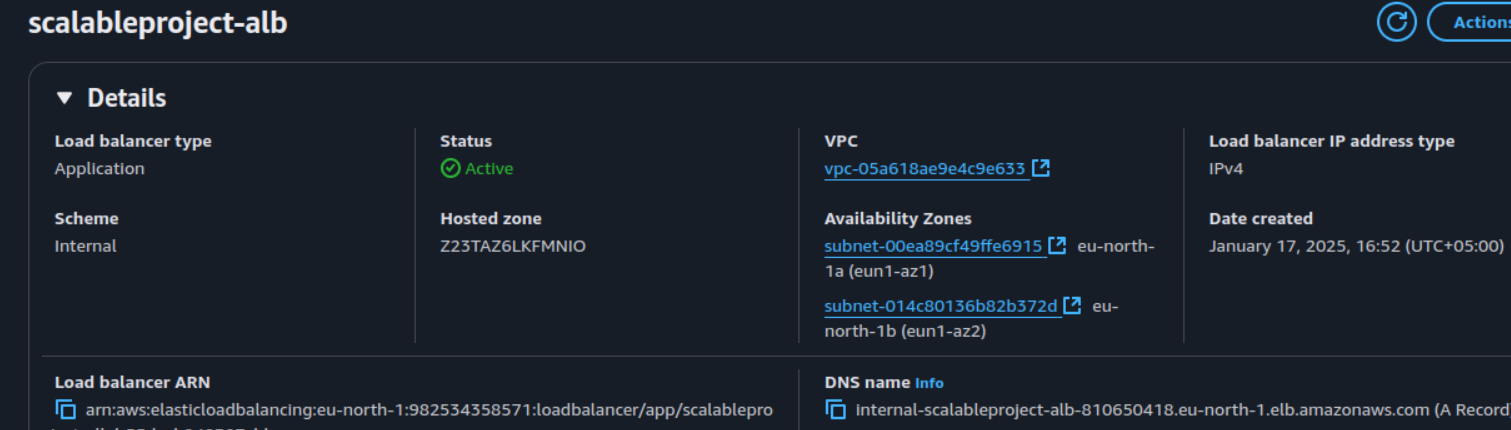 scalableproject-alb
Actions
Details
Load balancer type
Application
Status
Active
VPC
vpc-05a618ae9e4c9e633
Load balancer IP address type
IPv4
Scheme
Internal
Hosted zone
Z23TAZ6LKFMNIO
Availability Zones
subnet-00ea89cf49ffe6915 eu-north-
1a (eun1-az1)
subnet-014c80136b82b372d eu-
north-1b (eun1-az2)
Date created
January 17, 2025, 16:52 (UTC+05:00)
Load balancer ARN
arn:aws:elasticloadbalancing:eu-north-1:982534358571:loadbalancer/app/scalablepro
DNS name Info
internal-scalableproject-alb-810650418.eu-north-1.elb.amazonaws.com (A Record)